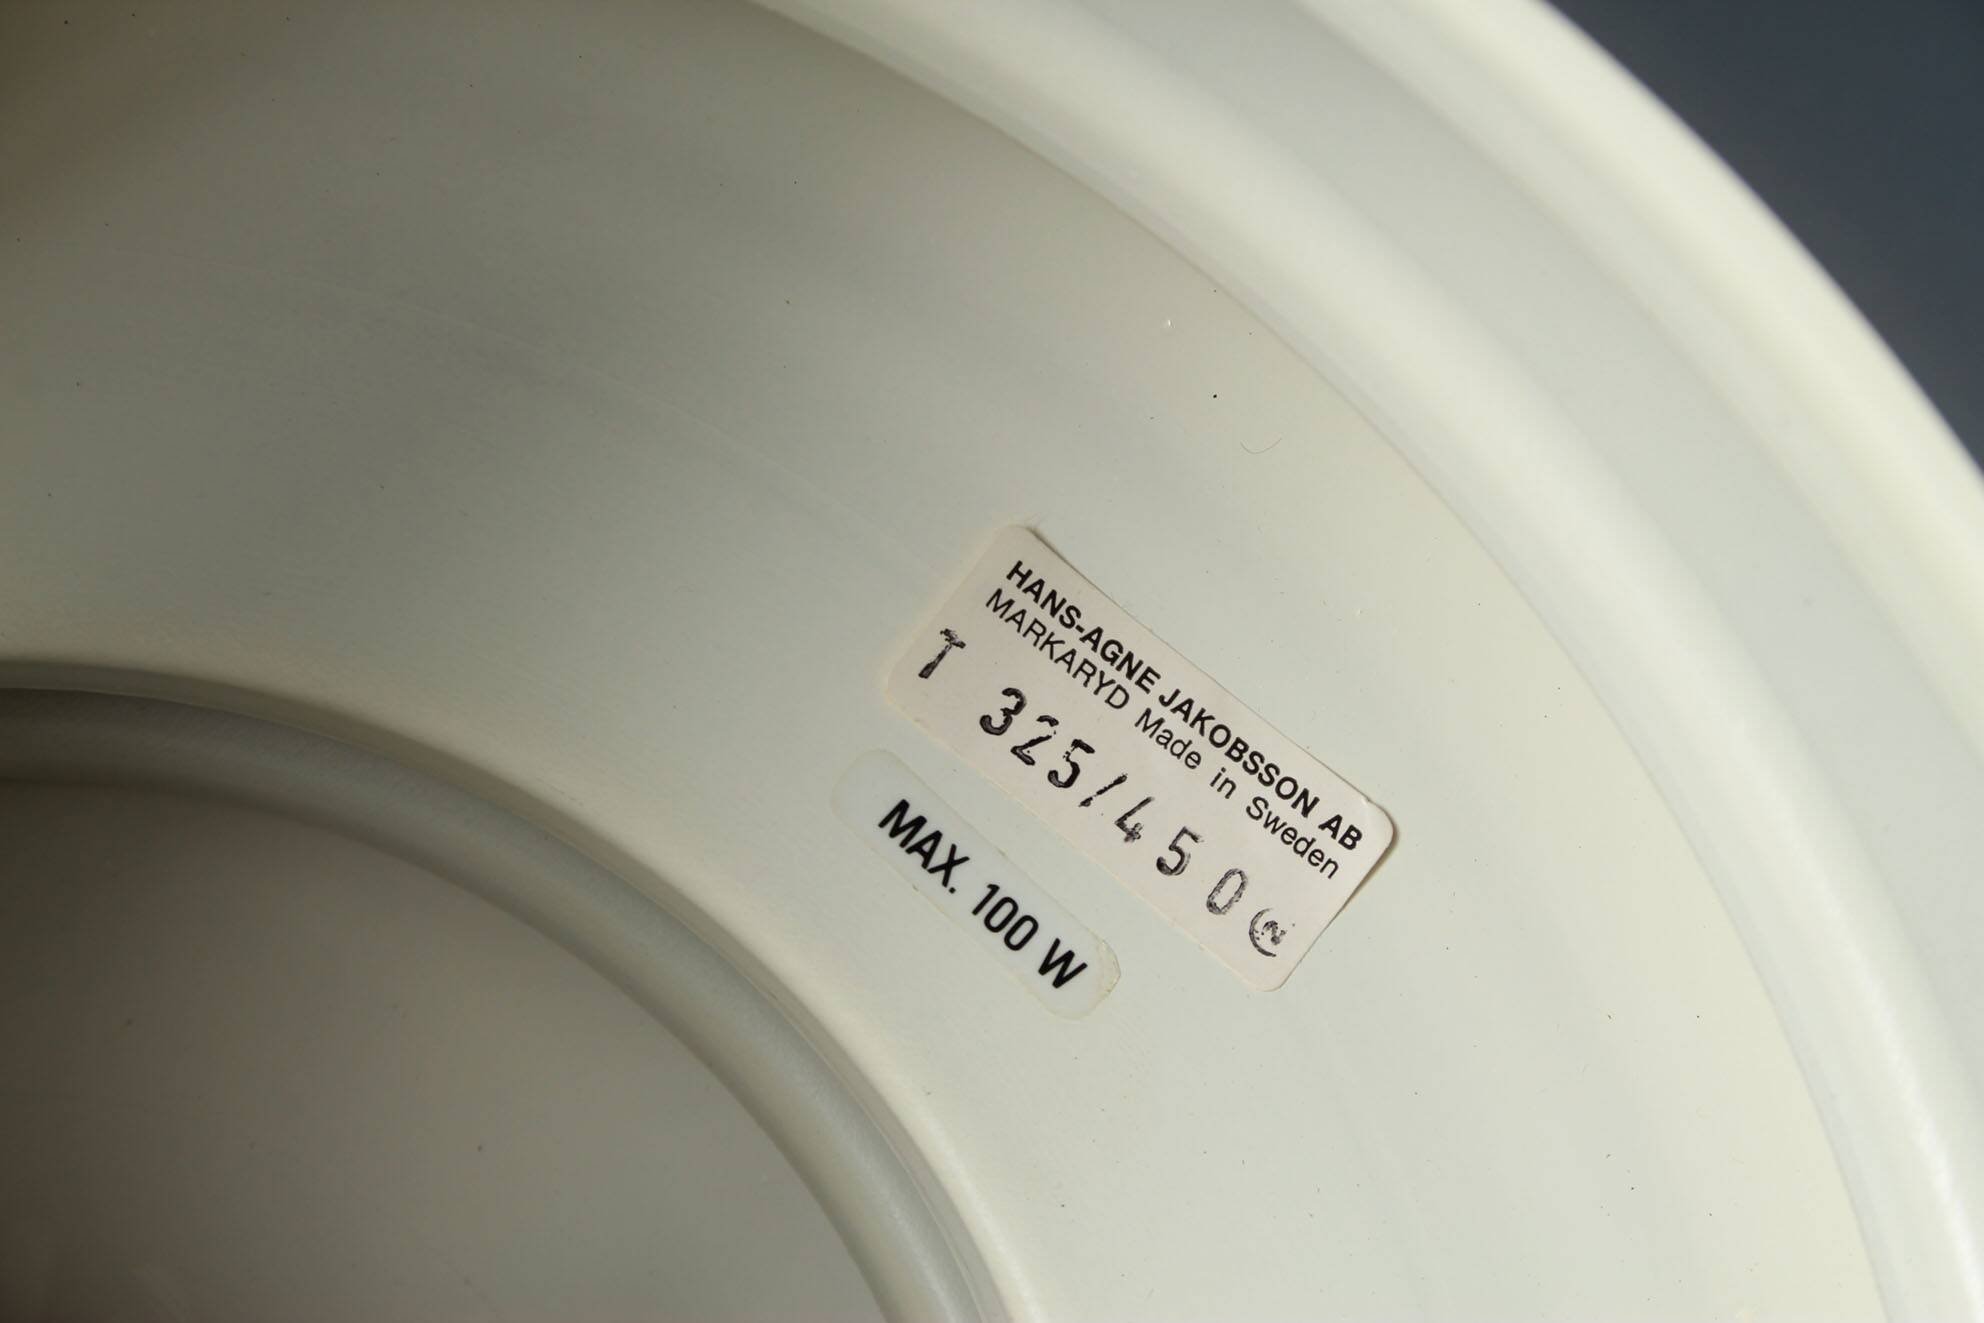 HANS-AGNE JAKOBSSON AB
MARKARYD Made in Sweden
T 325/450
MAX. 100 W